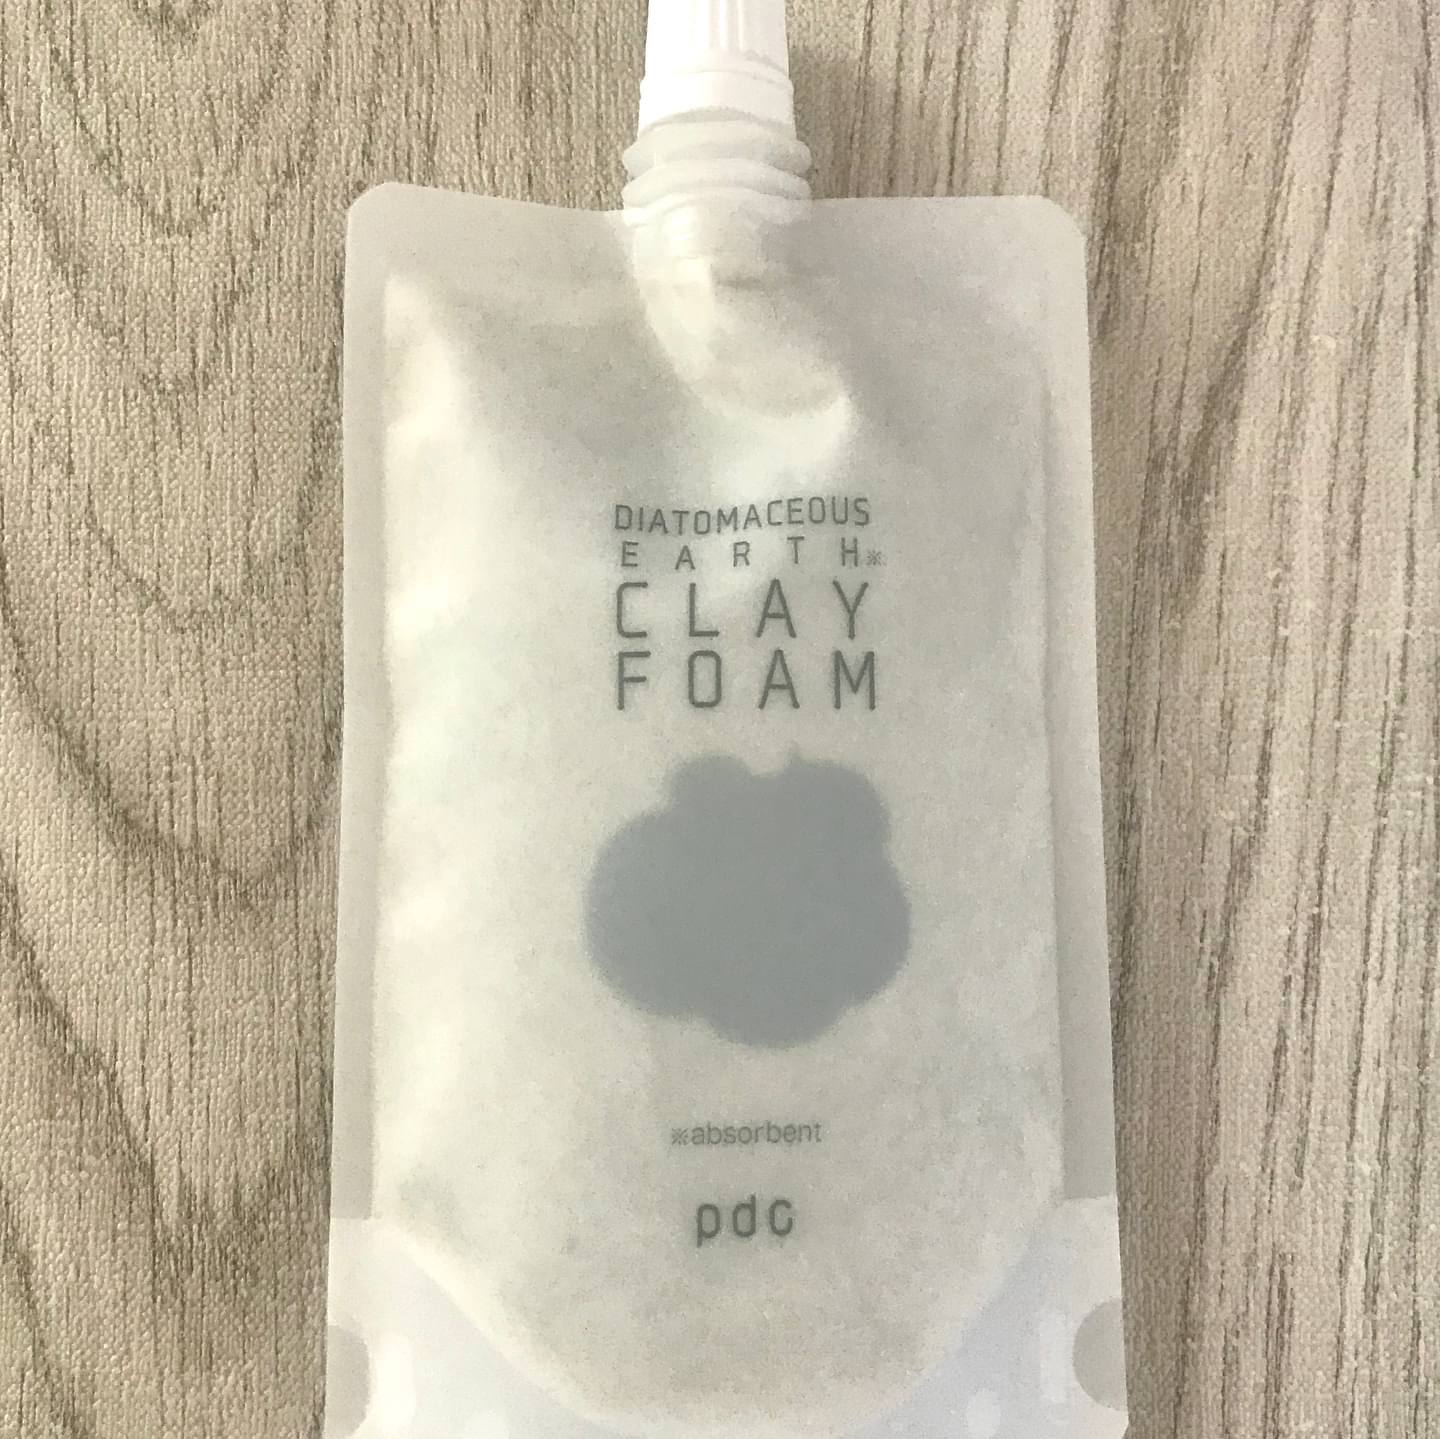 DIATOMACEOUS
EARTH※
CLAY
FOAM
※absorbent
pdc